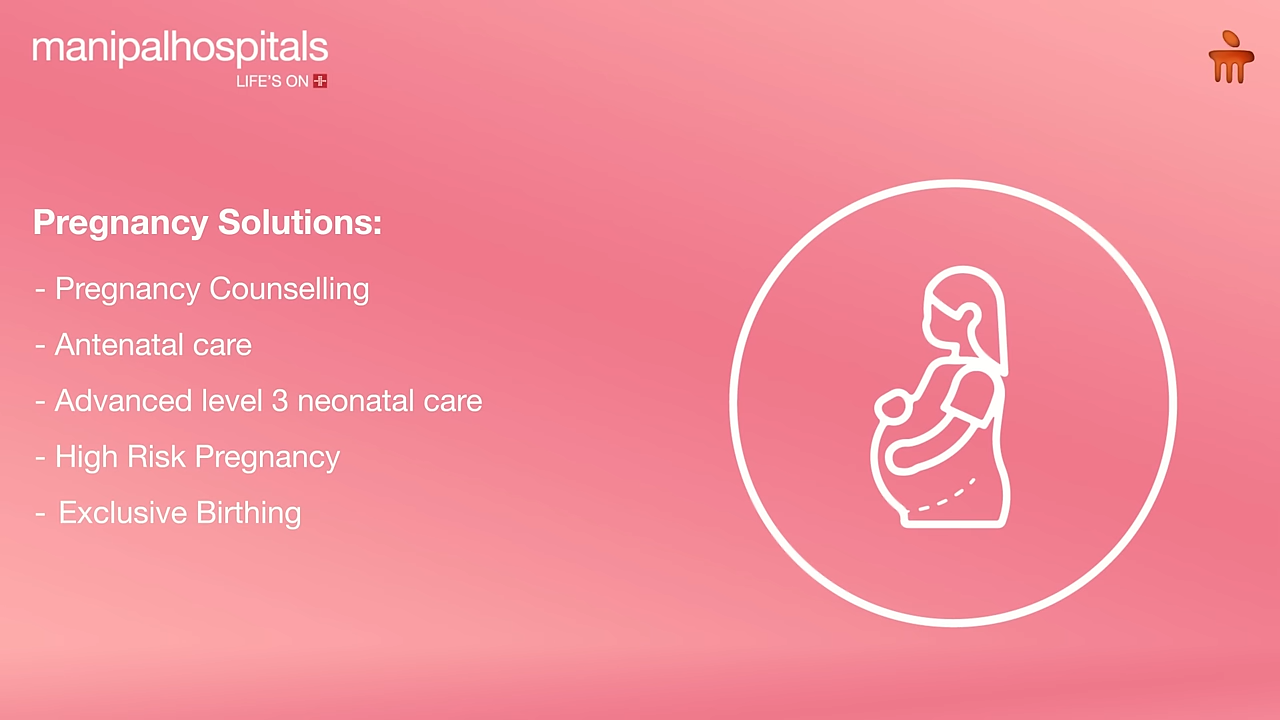 manipalhospitals
LIFE'S ON
Pregnancy Solutions:
- Pregnancy Counselling
- Antenatal care
- Advanced level 3 neonatal care
- High Risk Pregnancy
- Exclusive Birthing